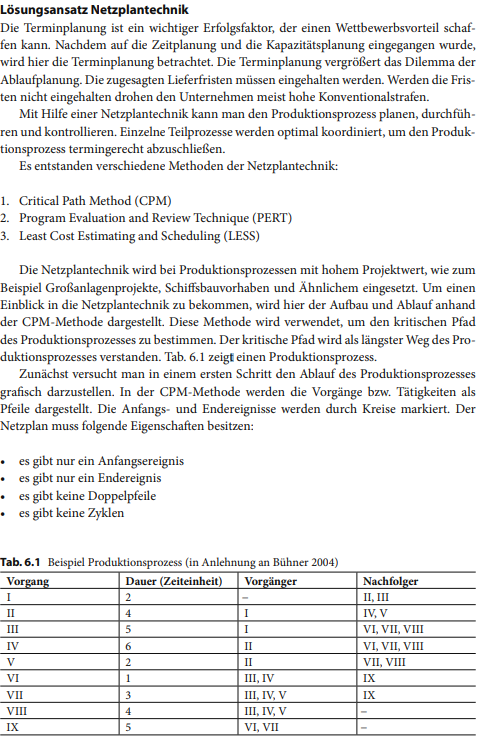 Lösungsansatz Netzplantechnik
Die Terminplanung ist ein wichtiger Erfolgsfaktor, der einen Wettbewerbsvorteil schaf-
fen kann. Nachdem auf die Zeitplanung und die Kapazitätsplanung eingegangen wurde,
wird hier die Terminplanung betrachtet. Die Terminplanung vergrößert das Dilemma der
Ablaufplanung. Die zugesagten Lieferfristen müssen eingehalten werden. Werden die Fris-
ten nicht eingehalten drohen den Unternehmen meist hohe Konventionalstrafen.
Mit Hilfe einer Netzplantechnik kann man den Produktionsprozess planen, durchfüh-
ren und kontrollieren. Einzelne Teilprozesse werden optimal koordiniert, um den Produk-
tionsprozess termingerecht abzuschließen.
Es entstanden verschiedene Methoden der Netzplantechnik:
1. Critical Path Method (CPM)
2. Program Evaluation and Review Technique (PERT)
3. Least Cost Estimating and Scheduling (LESS)
Die Netzplantechnik wird bei Produktionsprozessen mit hohem Projektwert, wie zum
Beispiel Großanlagenprojekte, Schiffsbauvorhaben und Ähnlichem eingesetzt. Um einen
Einblick in die Netzplantechnik zu bekommen, wird hier der Aufbau und Ablauf anhand
der CPM-Methode dargestellt. Diese Methode wird verwendet, um den kritischen Pfad
des Produktionsprozesses zu bestimmen. Der kritische Pfad wird als längster Weg des Pro-
duktionsprozesses verstanden. Tab. 6.1 zeigt einen Produktionsprozess.
Zunächst versucht man in einem ersten Schritt den Ablauf des Produktionsprozesses
grafisch darzustellen. In der CPM-Methode werden die Vorgänge bzw. Tätigkeiten als
Pfeile dargestellt. Die Anfangs- und Endereignisse werden durch Kreise markiert. Der
Netzplan muss folgende Eigenschaften besitzen:
• es gibt nur ein Anfangsereignis
• es gibt nur ein Endereignis
• es gibt keine Doppelpfeile
• es gibt keine Zyklen
Tab. 6.1 Beispiel Produktionsprozess (in Anlehnung an Bühner 2004)
Vorgang Dauer (Zeiteinheit) Vorgänger Nachfolger
I 2 – II, III
II 4 I IV, V
III 5 I VI, VII, VIII
IV 6 II VI, VII, VIII
V 2 II VII, VIII
VI 1 III, IV IX
VII 3 III, IV, V IX
VIII 4 III, IV, V –
IX 5 VI, VII –